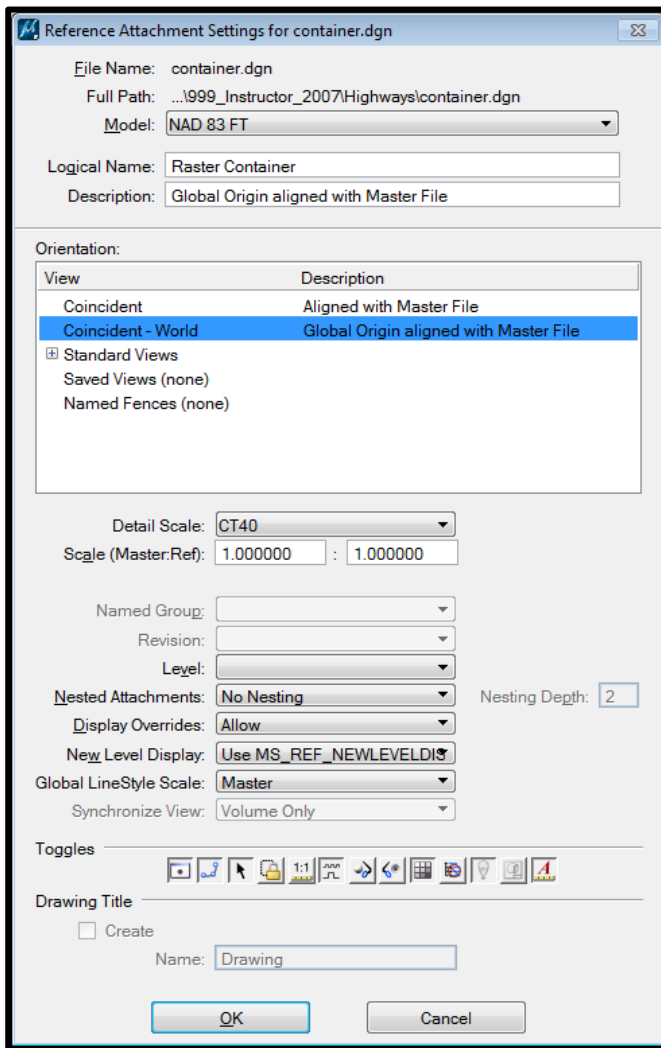 Reference Attachment Settings for container.dgn
File Name: container.dgn
Full Path: ...\999_Instructor_2007\Highways\container.dgn
Model: NAD 83 FT
Logical Name: Raster Container
Description: Global Origin aligned with Master File
Orientation:
View Description
Coincident Aligned with Master File
Coincident - World Global Origin aligned with Master File
Standard Views
Saved Views (none)
Named Fences (none)
Detail Scale: CT40
Scale (Master:Ref): 1.000000 : 1.000000
Named Group:
Revision:
Level:
Nested Attachments: No Nesting Nesting Depth: 2
Display Overrides: Allow
New Level Display: Use MS_REF_NEWLEVELDIS
Global LineStyle Scale: Master
Synchronize View: Volume Only
Toggles
1:1 A
Drawing Title
Create
Name: Drawing
OK Cancel